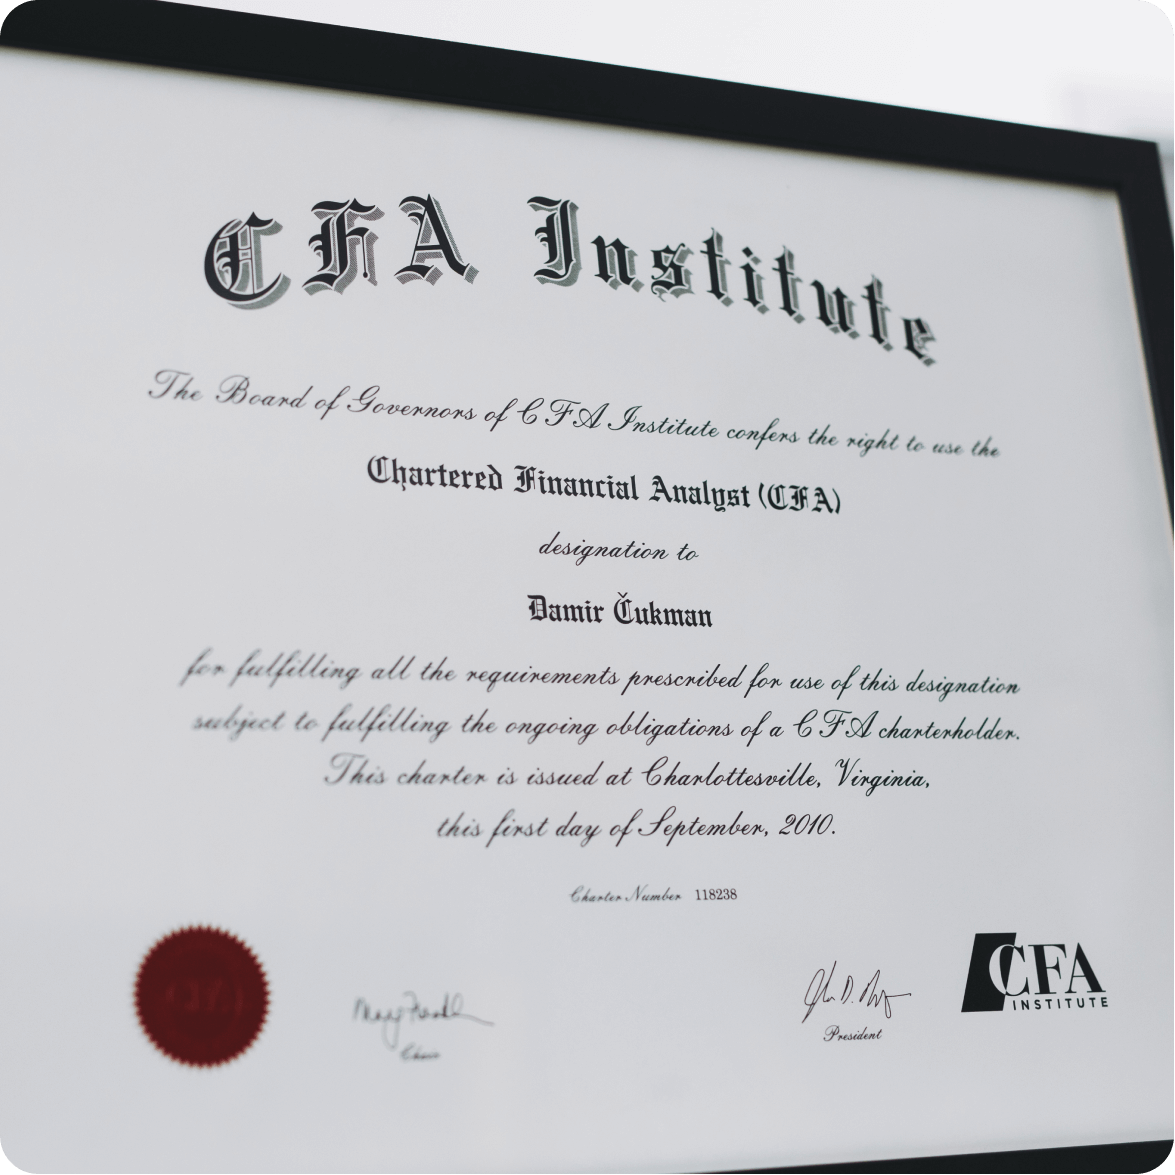 CFA Institute
The Board of Governors of CFA Institute confers the right to use the
Chartered Financial Analyst (CFA)
designation to
Damir Čukman
for fulfilling all the requirements prescribed for use of this designation
subject to fulfilling the ongoing obligations of a CFA charterholder.
This charter is issued at Charlottesville, Virginia,
this first day of September, 2010.
Charter Number 118238
Chair
President
CFA
INSTITUTE